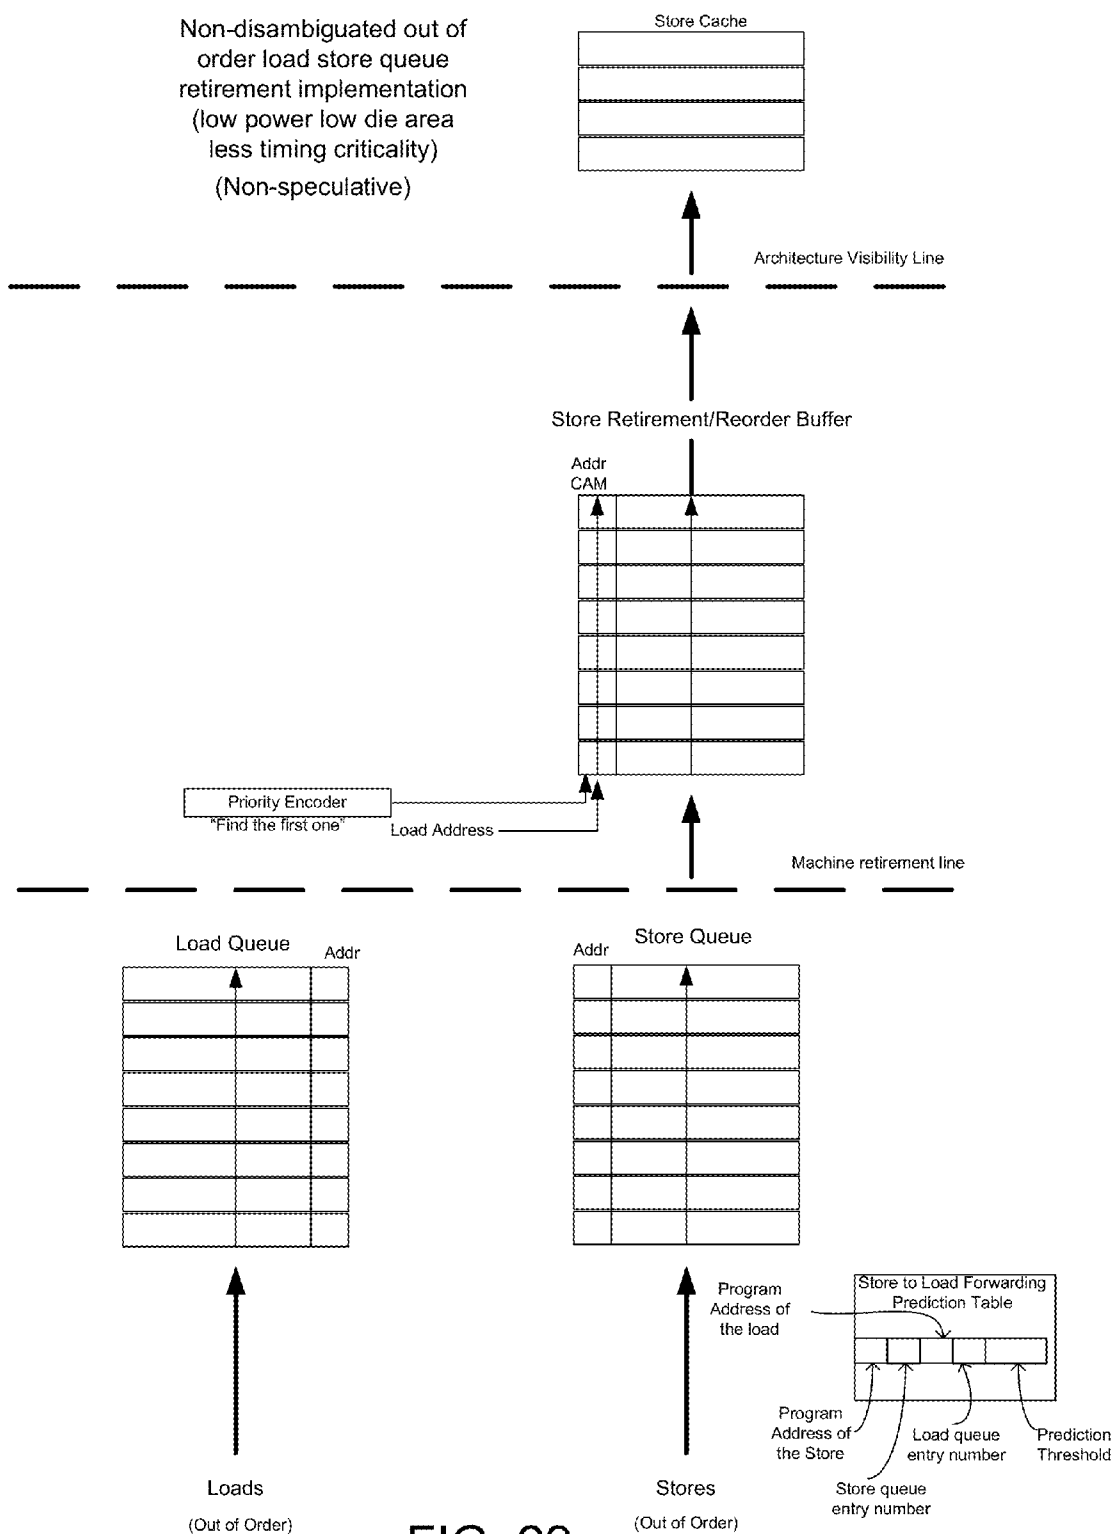 Non-disambiguated out of
order load store queue
retirement implementation
(low power low die area
less timing criticality)
(Non-speculative)
Store Cache
Architecture Visibility Line
Store Retirement/Reorder Buffer
Addr
CAM
Priority Encoder
"Find the first one"
Load Address
Machine retirement line
Load Queue
Addr
Store Queue
Addr
Program
Address of
the load
Store to Load Forwarding
Prediction Table
Program
Address of
the Store
Load queue
entry number
Prediction
Threshold
Store queue
entry number
Loads
(Out of Order)
Stores
(Out of Order)
FIG.